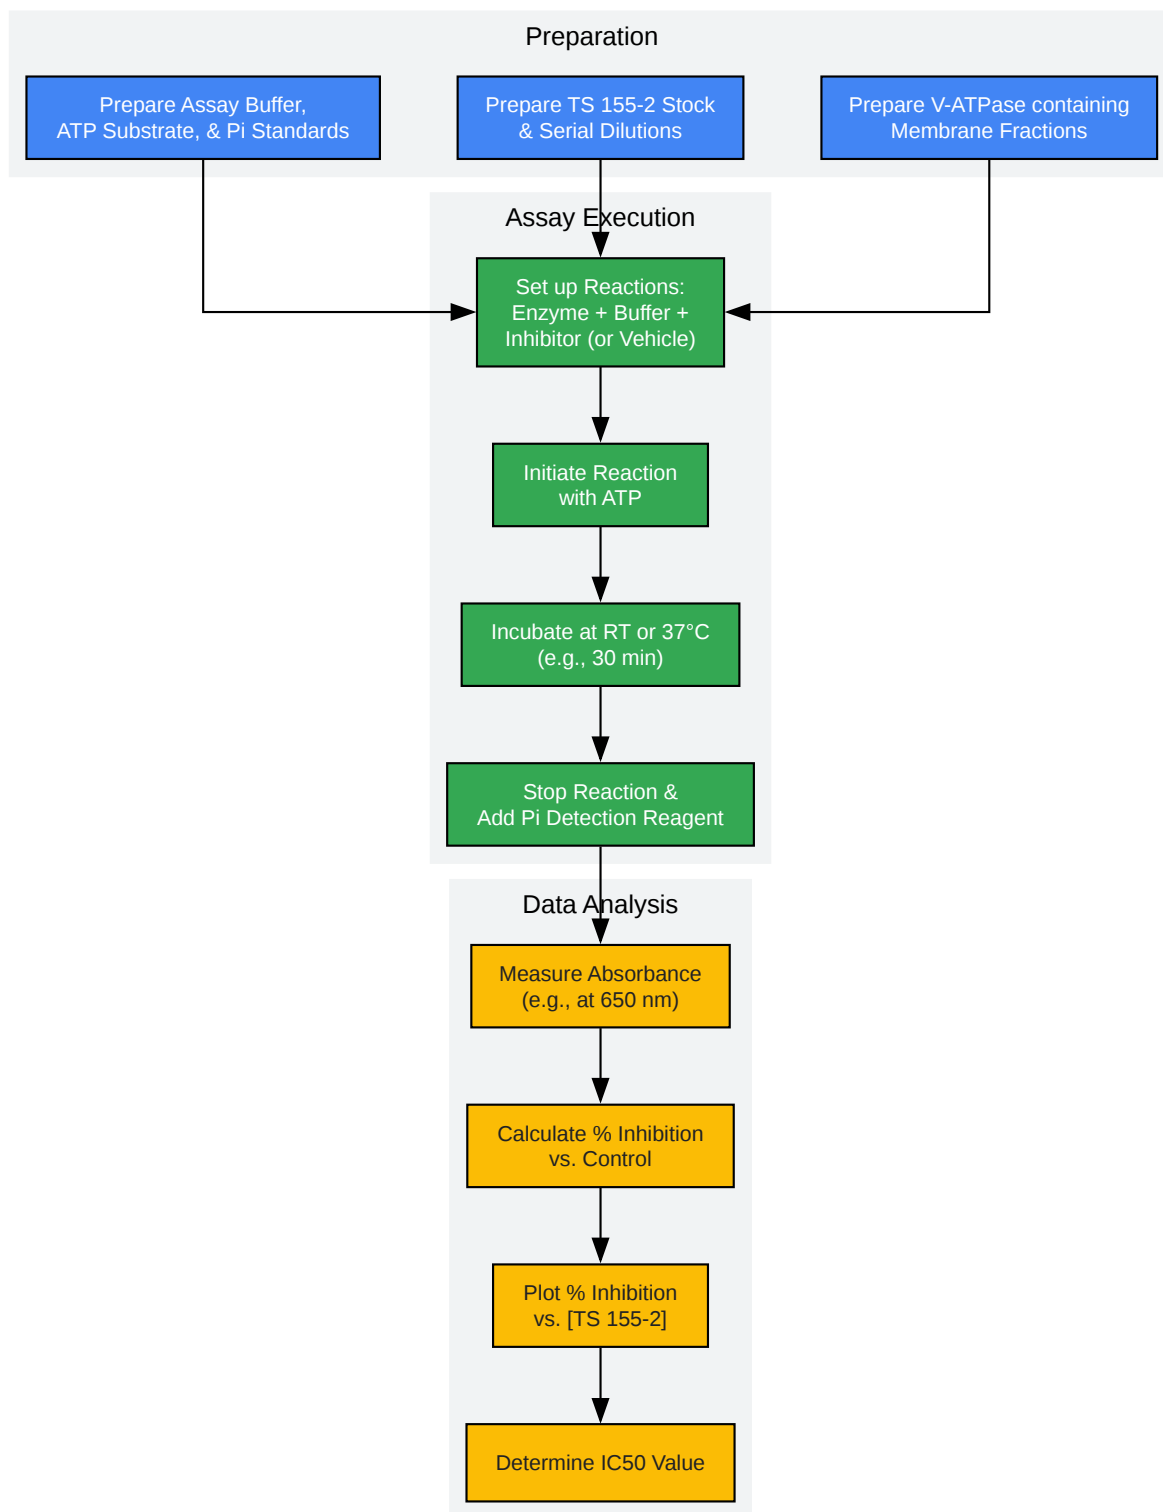 Preparation
Prepare Assay Buffer,
ATP Substrate, & Pi Standards
Prepare TS 155-2 Stock
& Serial Dilutions
Prepare V-ATPase containing
Membrane Fractions
Assay Execution
Set up Reactions:
Enzyme + Buffer +
Inhibitor (or Vehicle)
Initiate Reaction
with ATP
Incubate at RT or 37°C
(e.g., 30 min)
Stop Reaction &
Add Pi Detection Reagent
Data Analysis
Measure Absorbance
(e.g., at 650 nm)
Calculate % Inhibition
vs. Control
Plot % Inhibition
vs. [TS 155-2]
Determine IC50 Value